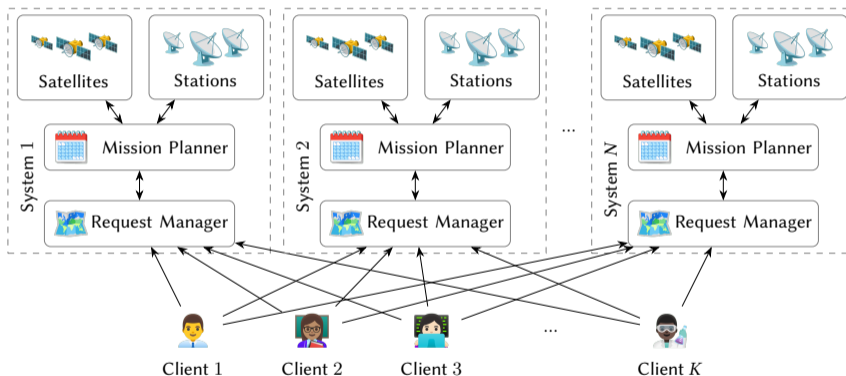 Satellites
Stations
Mission Planner
Request Manager
System 1
Satellites
Stations
Mission Planner
Request Manager
System 2
...
Satellites
Stations
Mission Planner
Request Manager
System N
...
Client 1
Client 2
Client 3
Client K